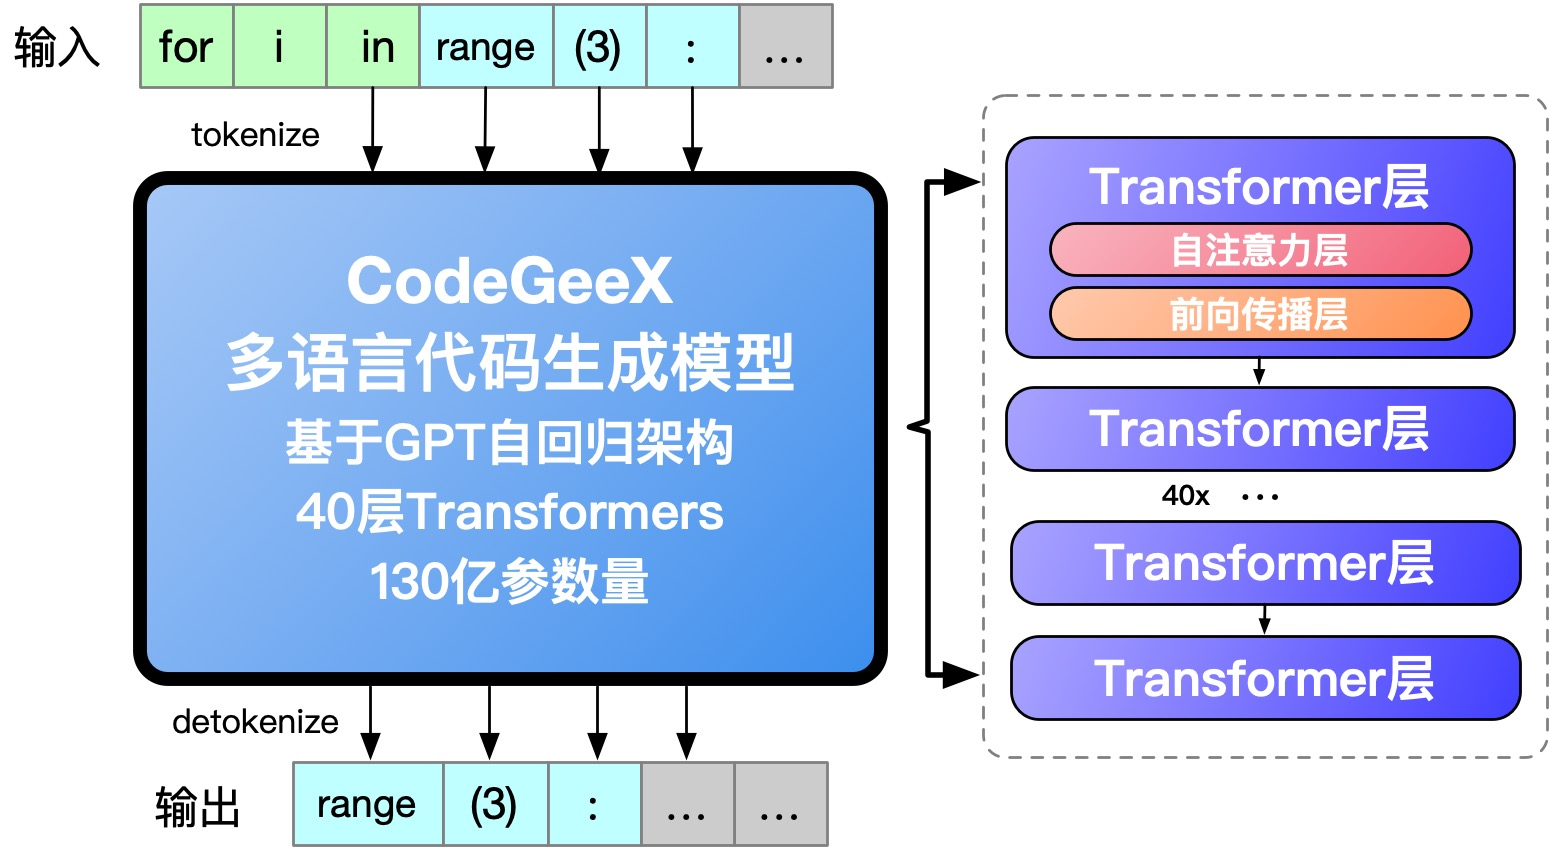 输入 for i in range (3) : ...
tokenize
CodeGeeX
多语言代码生成模型
基于GPT自回归架构
40层Transformers
130亿参数量
detokenize
输出 range (3) : ... ...
Transformer层
自注意力层
前向传播层
Transformer层
40x ...
Transformer层
Transformer层